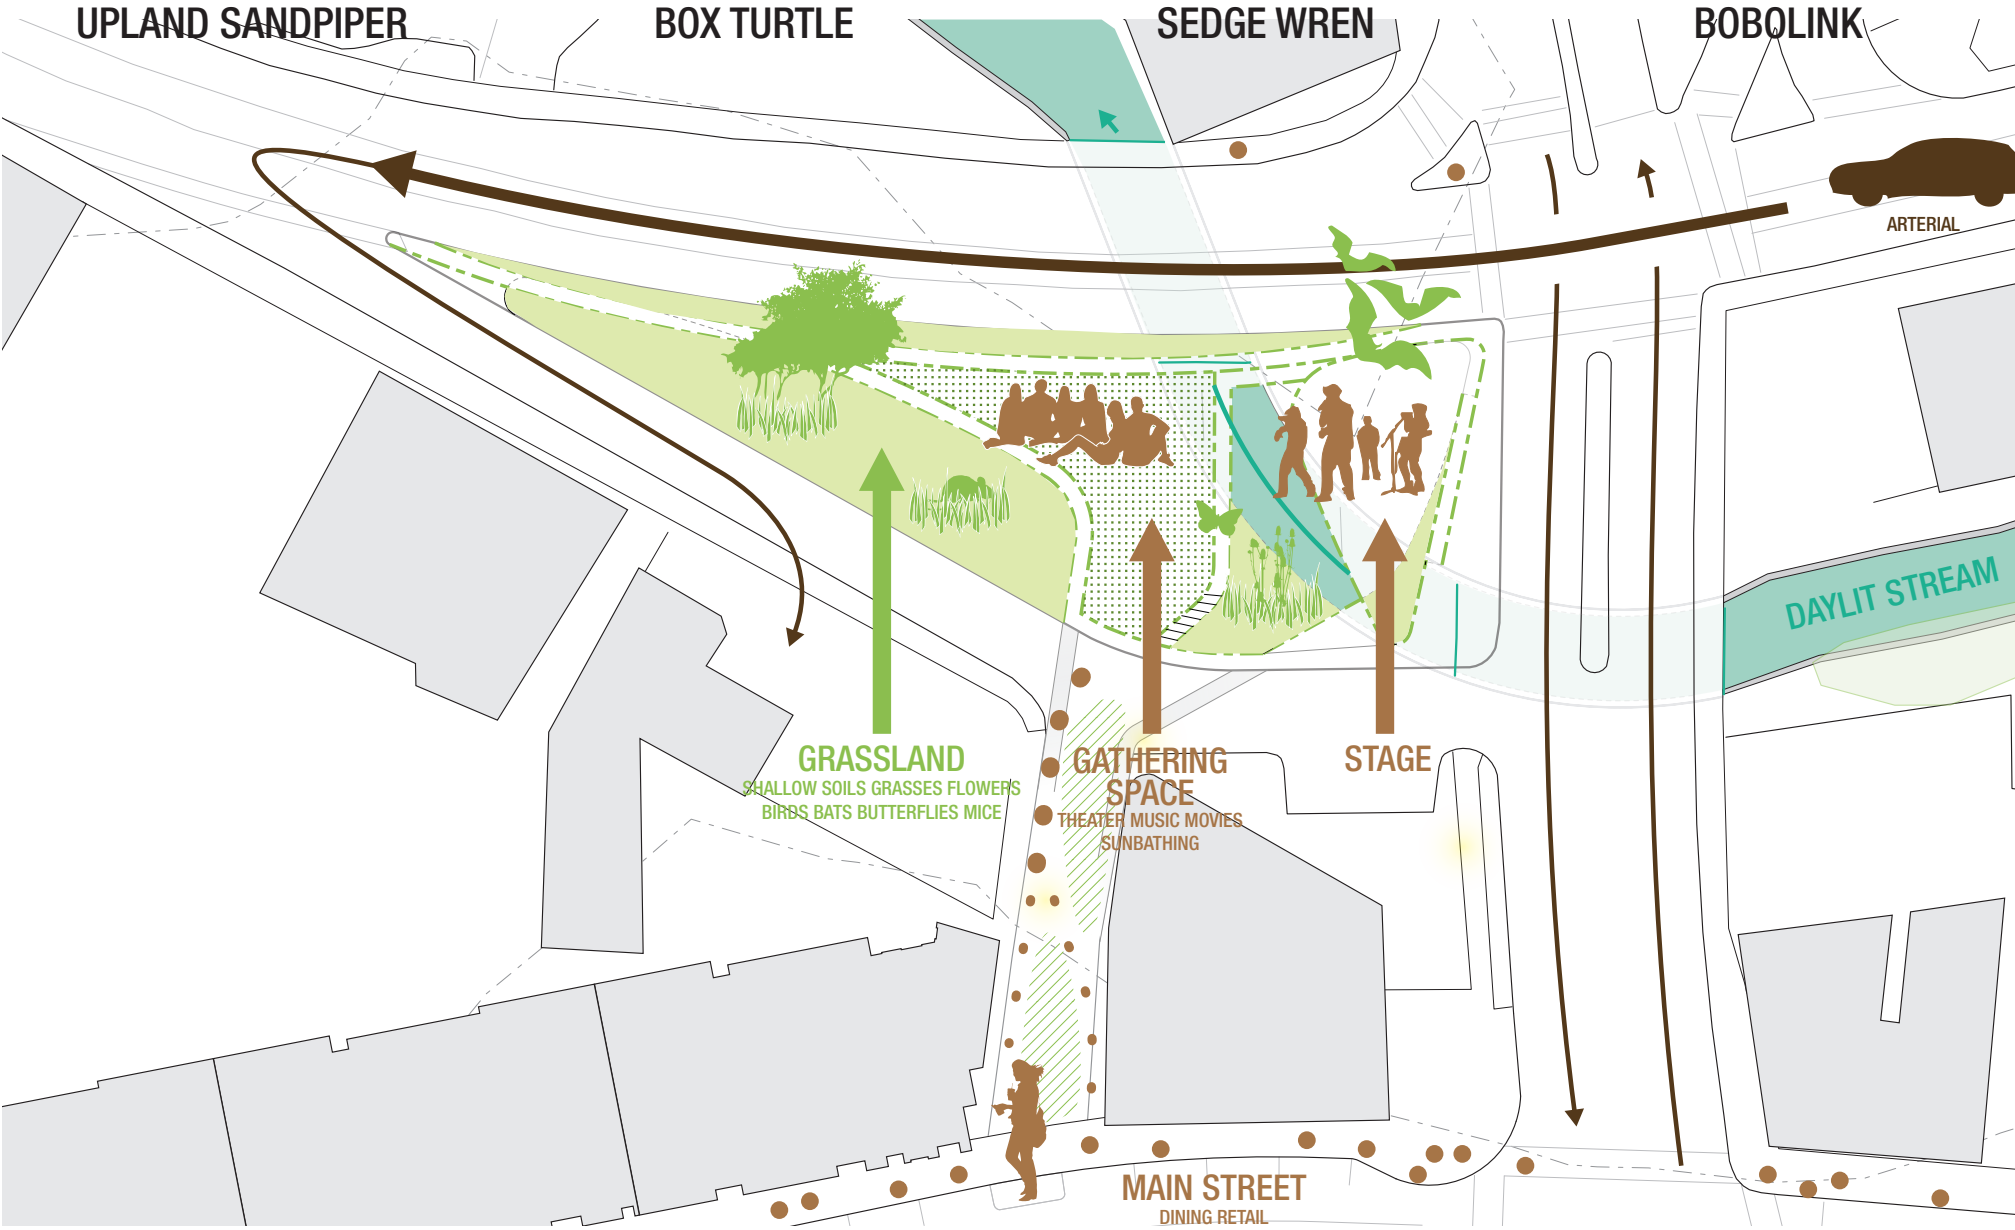 UPLAND SANDPIPER
BOX TURTLE
SEDGE WREN
BOBOLINK
ARTERIAL
DAYLIT STREAM
GRASSLAND
SHALLOW SOILS GRASSES FLOWERS
BIRDS BATS BUTTERFLIES MICE
GATHERING
SPACE
THEATER MUSIC MOVIES
SUNBATHING
STAGE
MAIN STREET
DINING RETAIL